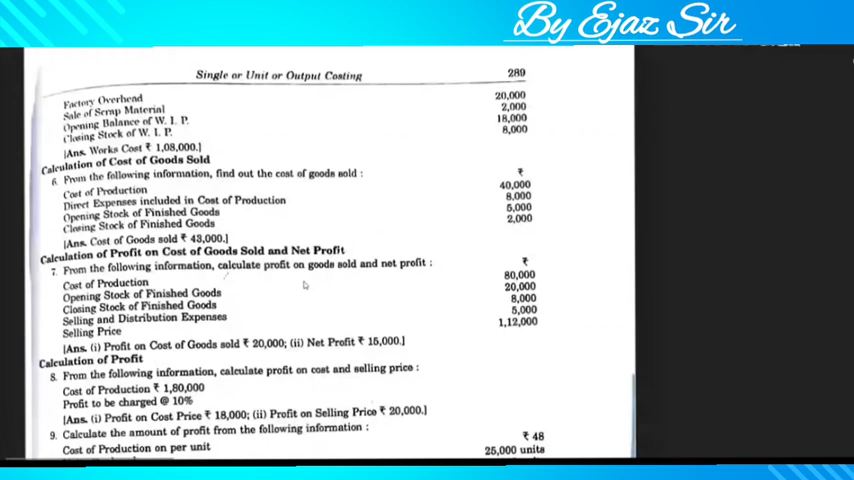 By Ejaz Sir
Single or Unit or Output Costing 289
Factory Overhead 20,000
Sale of Scrap Material 2,000
Opening Balance of W. I. P. 18,000
Closing Stock of W. I. P. 8,000
[Ans. Works Cost ₹ 1,08,000.]
Calculation of Cost of Goods Sold
6. From the following information, find out the cost of goods sold :
₹
Cost of Production 40,000
Direct Expenses included in Cost of Production 8,000
Opening Stock of Finished Goods 5,000
Closing Stock of Finished Goods 2,000
[Ans. Cost of Goods sold ₹ 43,000.]
Calculation of Profit on Cost of Goods Sold and Net Profit
7. From the following information, calculate profit on goods sold and net profit :
₹
Cost of Production 80,000
Opening Stock of Finished Goods 20,000
Closing Stock of Finished Goods 8,000
Selling and Distribution Expenses 5,000
Selling Price 1,12,000
[Ans. (i) Profit on Cost of Goods sold ₹ 20,000; (ii) Net Profit ₹ 15,000.]
Calculation of Profit
8. From the following information, calculate profit on cost and selling price :
Cost of Production ₹ 1,80,000
Profit to be charged @ 10%
[Ans. (i) Profit on Cost Price ₹ 18,000; (ii) Profit on Selling Price ₹ 20,000.]
9. Calculate the amount of profit from the following information :
Cost of Production on per unit ₹ 48
25,000 units